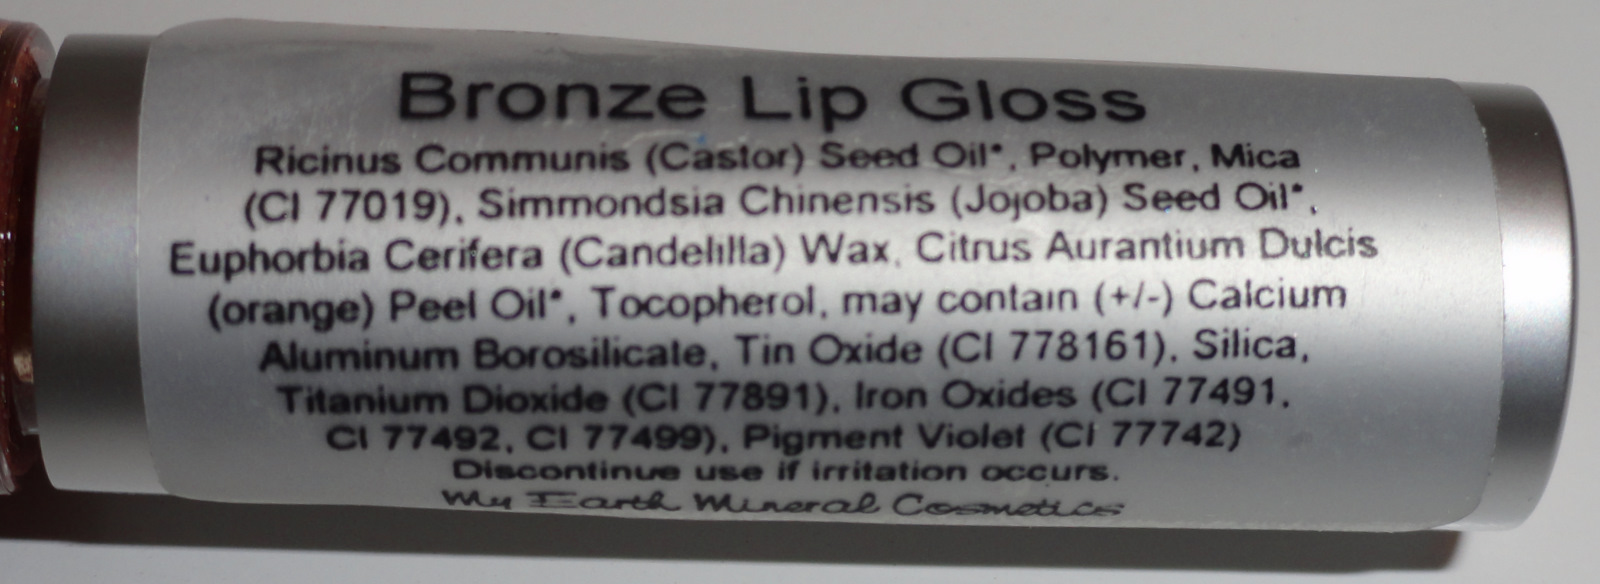 Bronze Lip Gloss
Ricinus Communis (Castor) Seed Oil*, Polymer, Mica
(CI 77019), Simmondsia Chinensis (Jojoba) Seed Oil*,
Euphorbia Cerifera (Candelilla) Wax, Citrus Aurantium Dulcis
(orange) Peel Oil*, Tocopherol, may contain (+/-) Calcium
Aluminum Borosilicate, Tin Oxide (CI 778161), Silica,
Titanium Dioxide (CI 77891), Iron Oxides (CI 77491,
CI 77492, CI 77499), Pigment Violet (CI 77742)
Discontinue use if irritation occurs.
My Earth Mineral Cosmetics